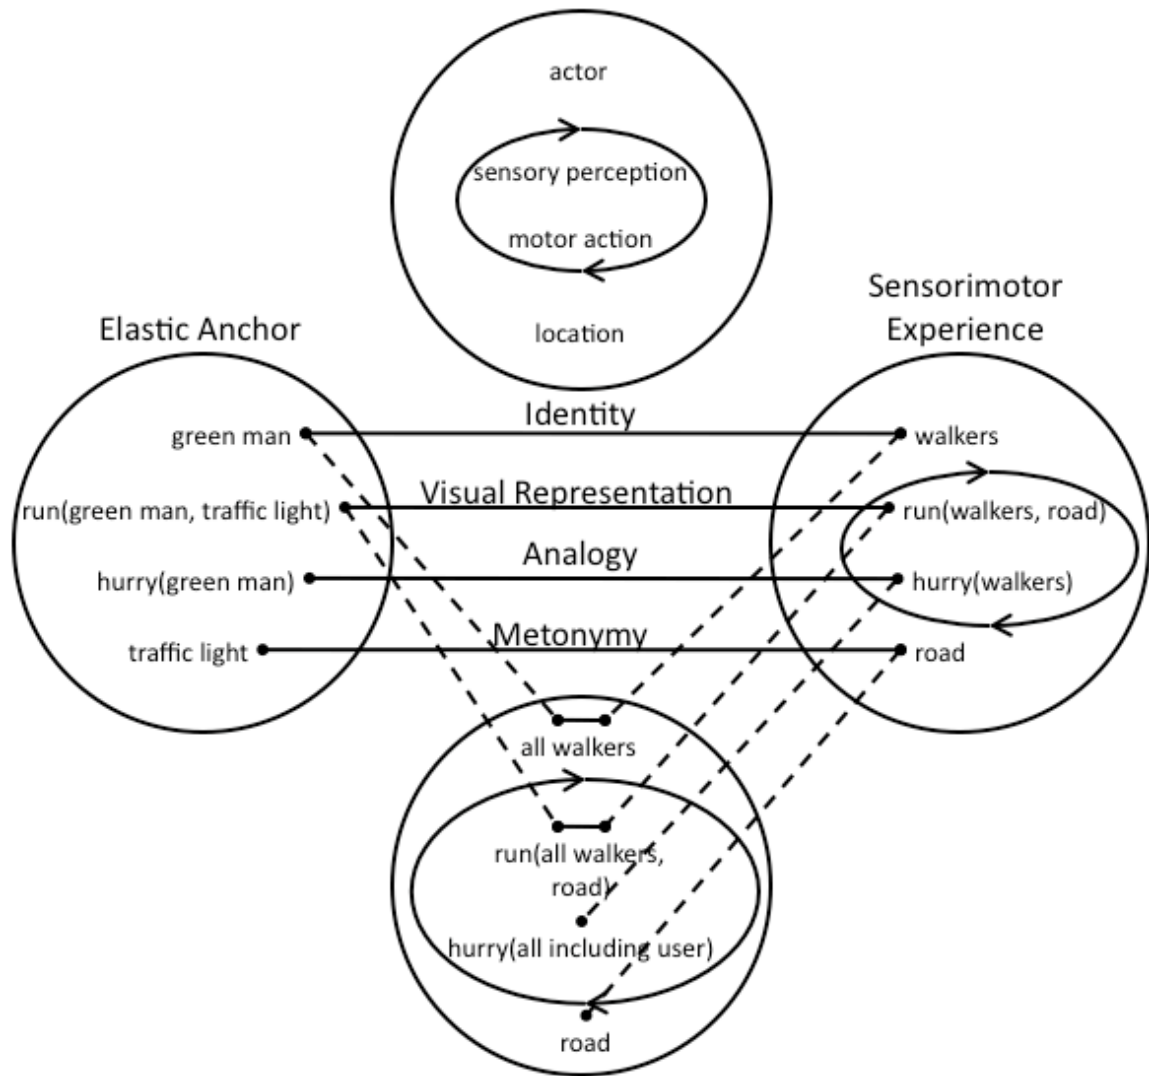 actor
sensory perception
motor action
location
Elastic Anchor
Sensorimotor
Experience
Identity
green man
walkers
Visual Representation
run(green man, traffic light)
run(walkers, road)
Analogy
hurry(green man)
hurry(walkers)
Metonymy
traffic light
road
all walkers
run(all walkers,
road)
hurry(all including user)
road